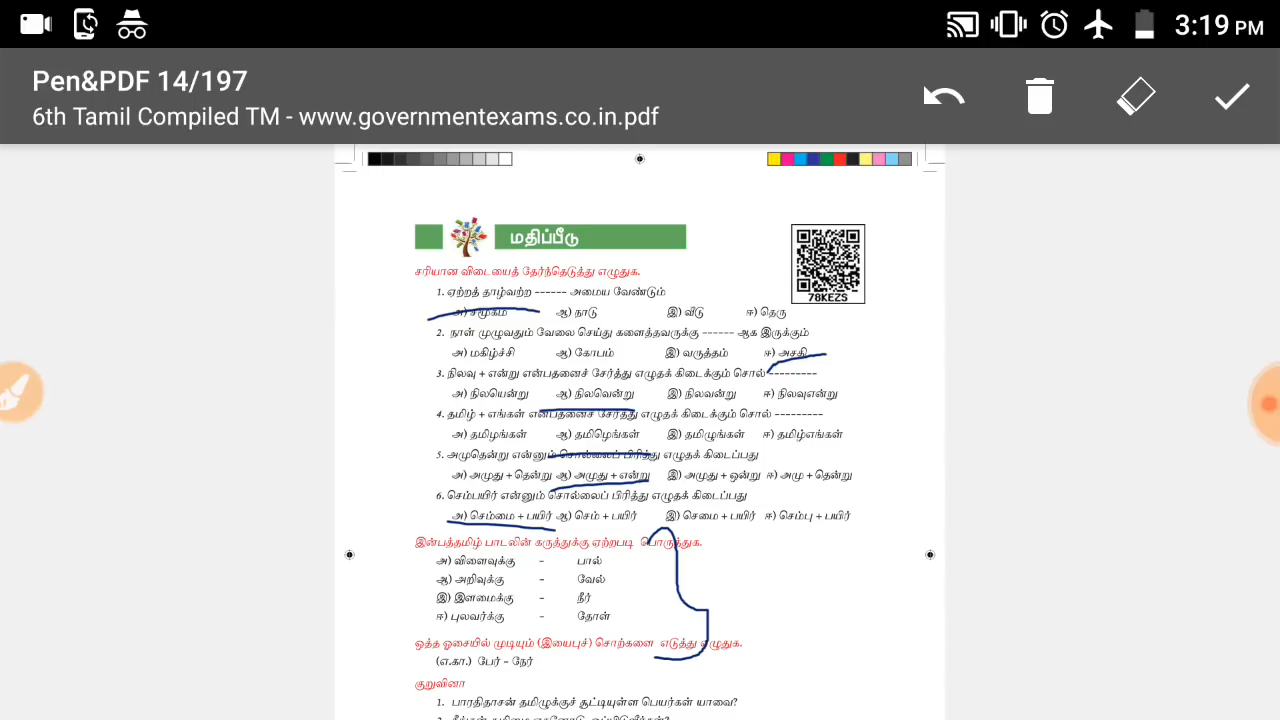 3:19 PM
Pen&PDF 14/197
6th Tamil Compiled TM - www.governmentexams.co.in.pdf
மதிப்பீடு
78KEZS
சரியான விடையைத் தேர்ந்தெடுத்து எழுதுக.
1. ஏற்றத் தாழ்வற்ற ------ அமைய வேண்டும்
அ) சமூகம் ஆ) நாடு இ) வீடு ஈ) தெரு
2. நாள் முழுவதும் வேலை செய்து களைத்தவருக்கு ------ ஆக இருக்கும்
அ) மகிழ்ச்சி ஆ) கோபம் இ) வருத்தம் ஈ) அசதி
3. நிலவு + என்று என்பதனைச் சேர்த்து எழுதக் கிடைக்கும் சொல் ---------
அ) நிலயென்று ஆ) நிலவென்று இ) நிலவன்று ஈ) நிலவுஎன்று
4. தமிழ் + எங்கள் என்பதனைச் சேர்த்து எழுதக் கிடைக்கும் சொல் ---------
அ) தமிழங்கள் ஆ) தமிழெங்கள் இ) தமிழுங்கள் ஈ) தமிழ்எங்கள்
5. அமுதென்று என்னும் சொல்லைப் பிரித்து எழுதக் கிடைப்பது
அ) அமுது + தென்று ஆ) அமுது + என்று இ) அமுது + ஒன்று ஈ) அமு + தென்று
6. செம்பயிர் என்னும் சொல்லைப் பிரித்து எழுதக் கிடைப்பது
அ) செம்மை + பயிர் ஆ) செம் + பயிர் இ) செமை + பயிர் ஈ) செம்பு + பயிர்
இன்பத்தமிழ் பாடலின் கருத்துக்கு ஏற்றபடி பொருத்துக.
அ) விளைவுக்கு - பால்
ஆ) அறிவுக்கு - வேல்
இ) இளமைக்கு - நீர்
ஈ) புலவர்க்கு - தோள்
ஒத்த ஓசையில் முடியும் (இயைபுச்) சொற்களை எடுத்து எழுதுக.
(எ.கா.) பேர் – நேர்
குறுவினா
1. பாரதிதாசன் தமிழுக்குச் சூட்டியுள்ள பெயர்கள் யாவை?